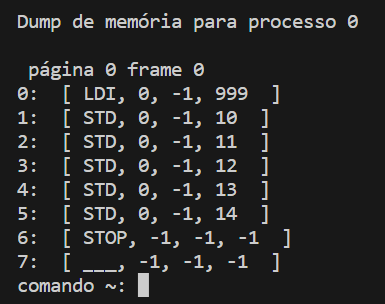 Dump de memória para processo 0
página 0 frame 0
0: [ LDI, 0, -1, 999 ]
1: [ STD, 0, -1, 10 ]
2: [ STD, 0, -1, 11 ]
3: [ STD, 0, -1, 12 ]
4: [ STD, 0, -1, 13 ]
5: [ STD, 0, -1, 14 ]
6: [ STOP, -1, -1, -1 ]
7: [ ___, -1, -1, -1 ]
comando ~: